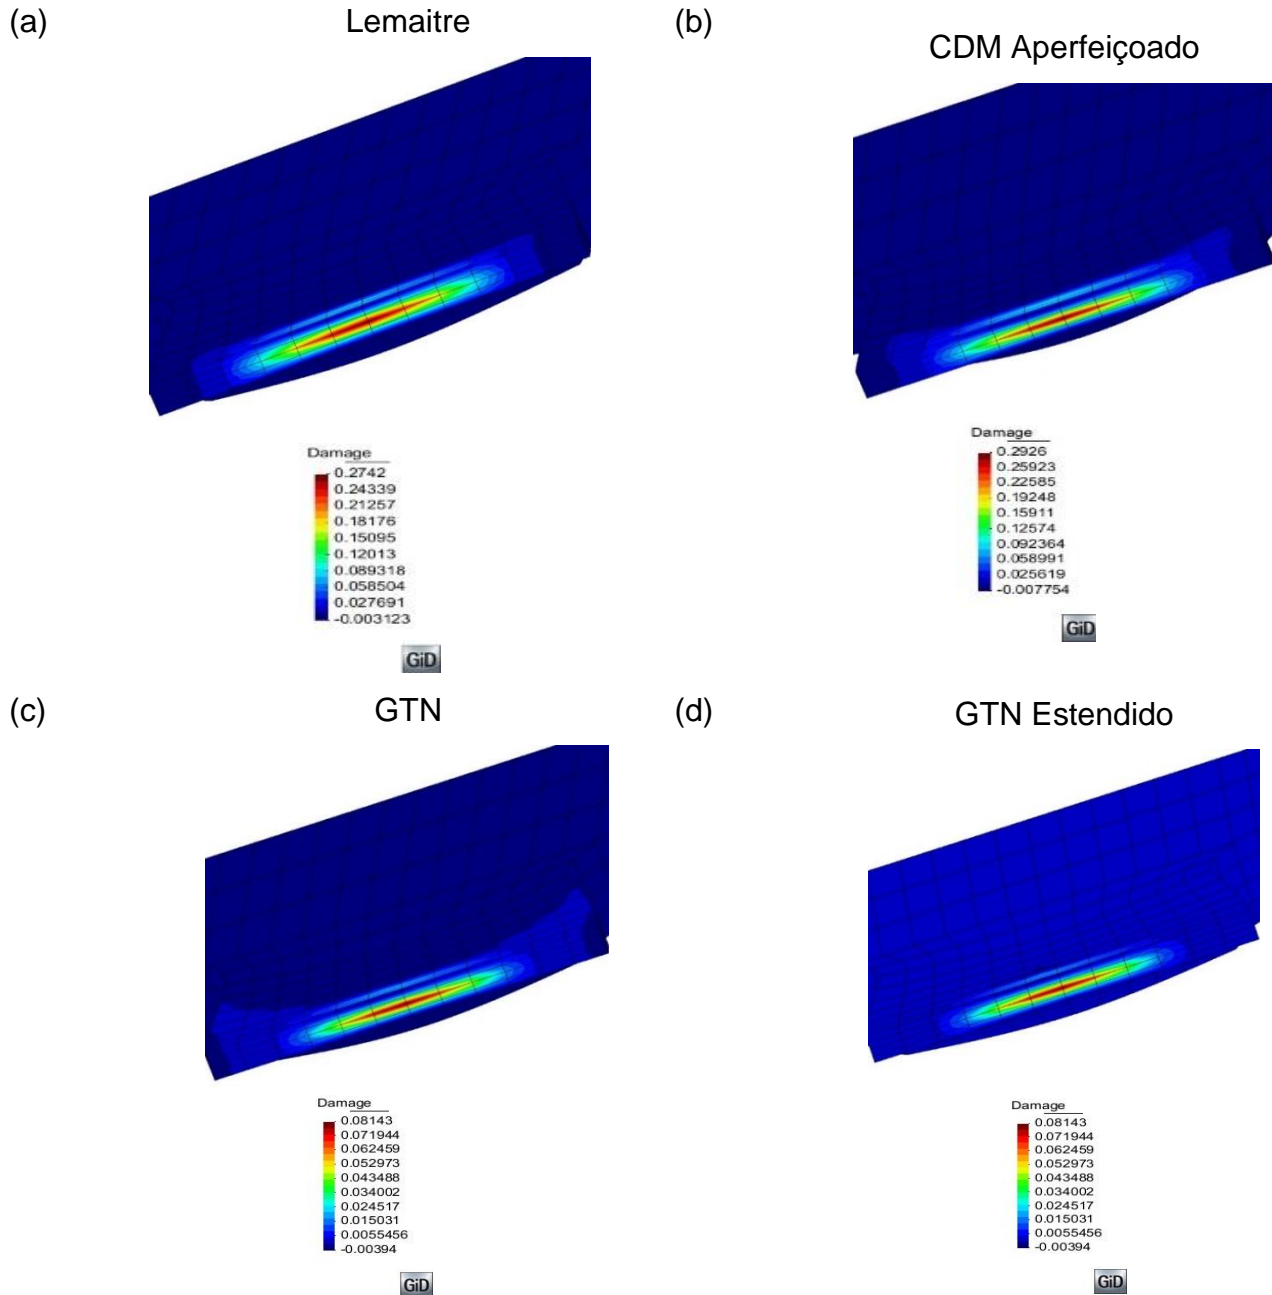 (a)
Lemaitre
(b)
CDM Aperfeiçoado
Damage
0.2742
0.24339
0.21257
0.18176
0.15095
0.12013
0.089318
0.058504
0.027691
-0.003123
GiD
Damage
0.2926
0.25923
0.22585
0.19248
0.15911
0.12574
0.092364
0.058991
0.025619
-0.007754
GiD
(c)
GTN
(d)
GTN Estendido
Damage
0.08143
0.071944
0.062459
0.052973
0.043488
0.034002
0.024517
0.015031
0.0055456
-0.00394
GiD
Damage
0.08143
0.071944
0.062459
0.052973
0.043488
0.034002
0.024517
0.015031
0.0055456
-0.00394
GiD